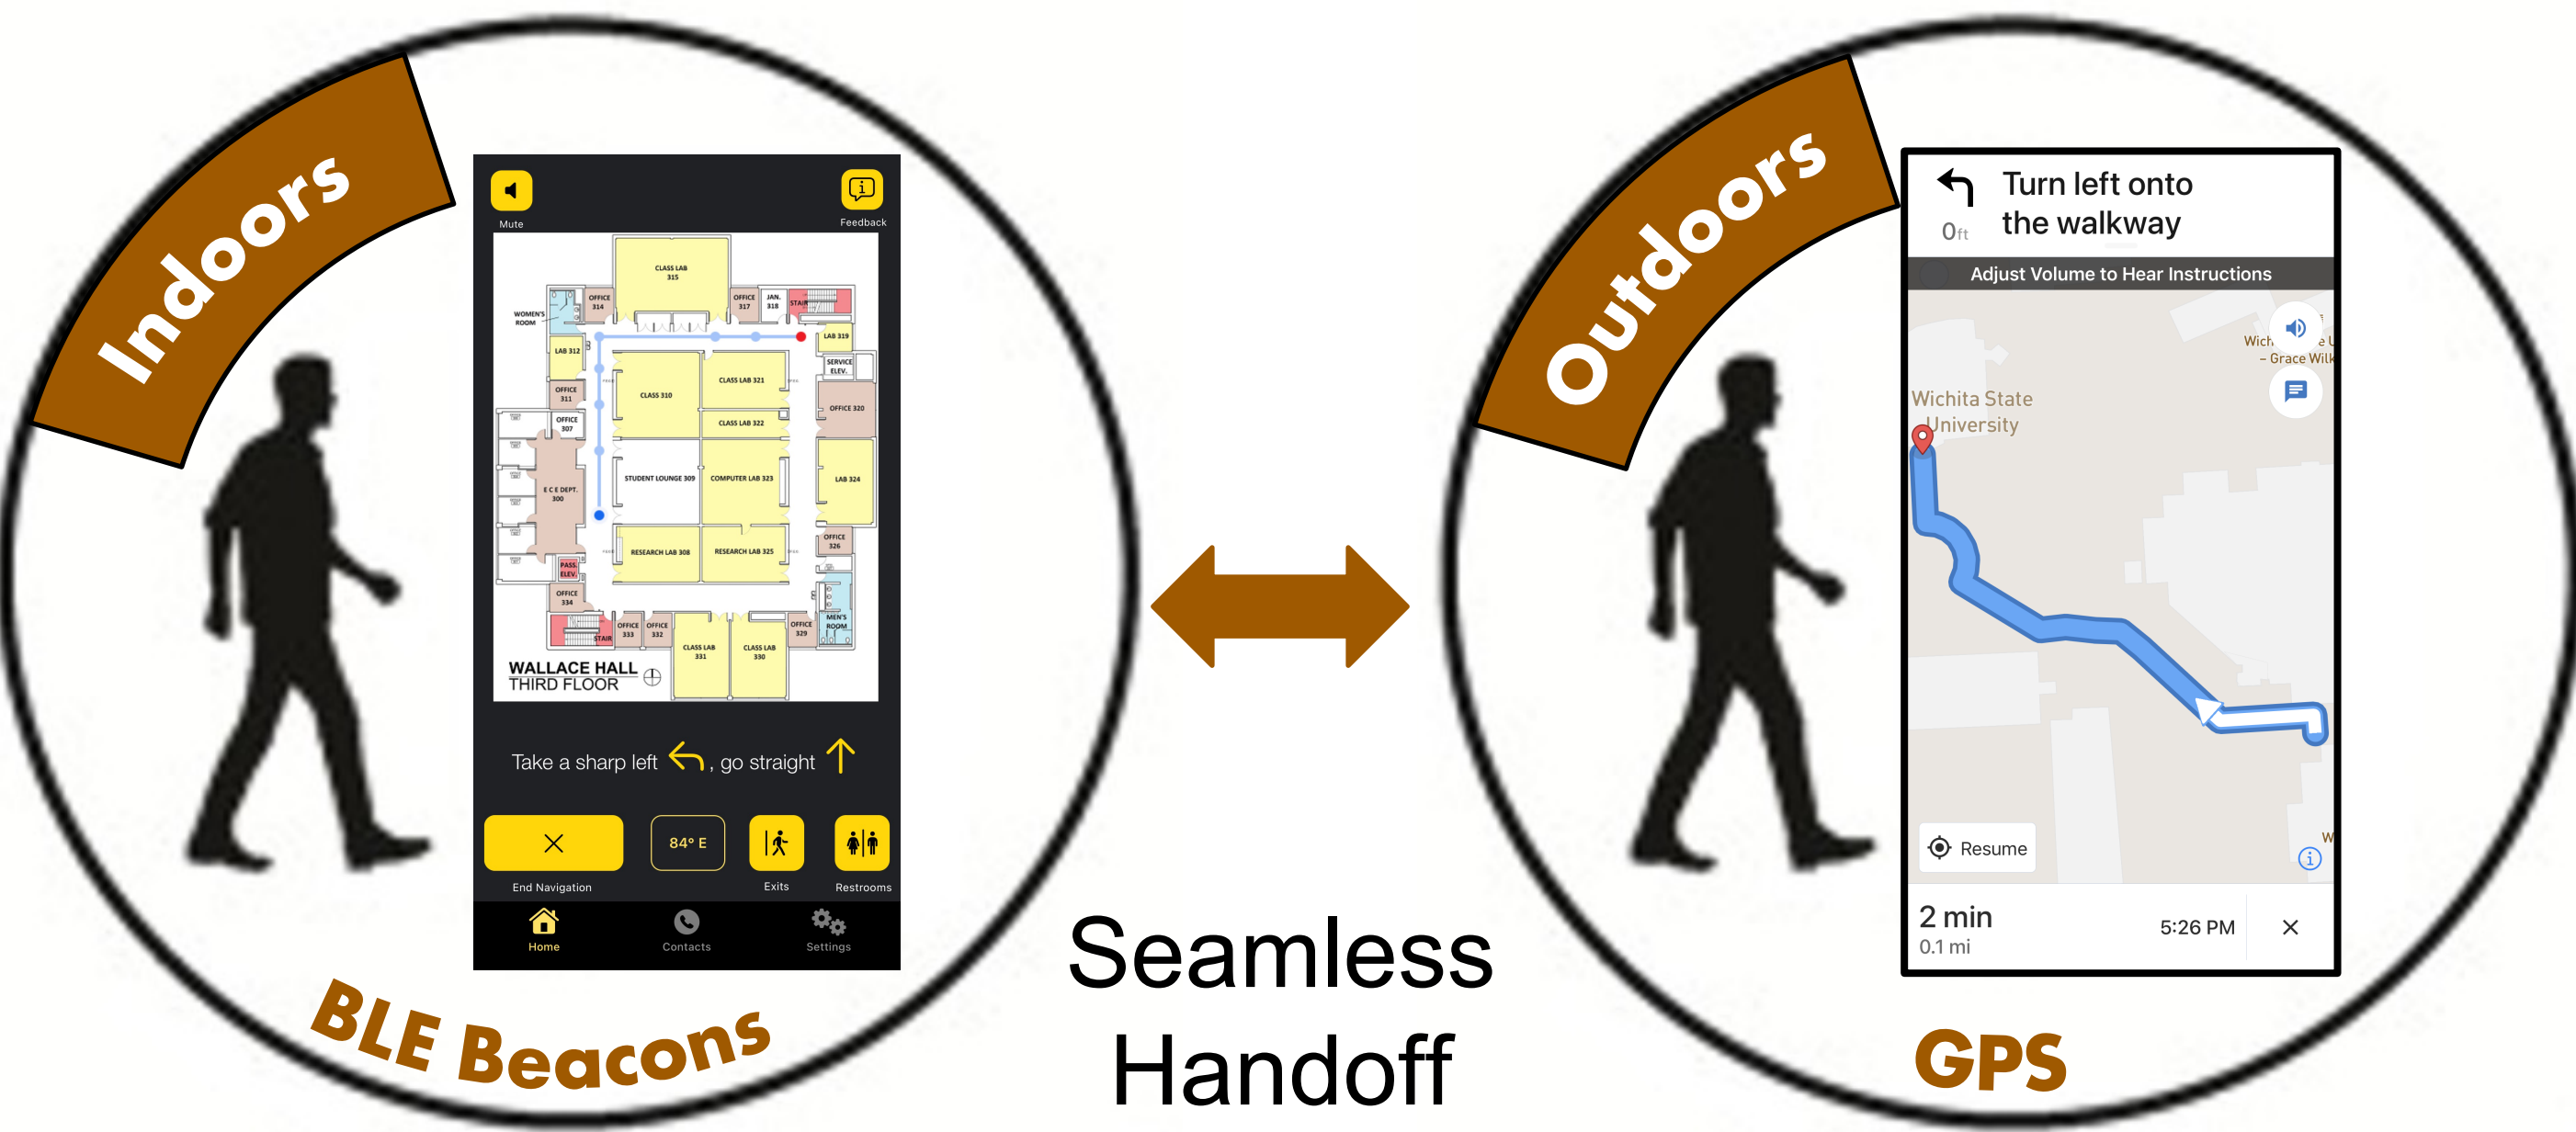 Indoors
Mute
Feedback
CLASS LAB
315
OFFICE
314
OFFICE
317
JAN.
318
STAIR
WOMEN'S
ROOM
LAB 312
LAB 319
SERVICE
ELEV.
OFFICE
311
CLASS 310
CLASS LAB 321
OFFICE 320
OFFICE
307
CLASS LAB 322
E C E DEPT.
300
STUDENT LOUNGE 309
COMPUTER LAB 323
LAB 324
RESEARCH LAB 308
RESEARCH LAB 325
OFFICE
326
PASS.
ELEV.
OFFICE
334
STAIR
OFFICE
333
OFFICE
332
CLASS LAB
331
CLASS LAB
330
OFFICE
329
MEN'S
ROOM
WALLACE HALL
THIRD FLOOR
Take a sharp left , go straight
84° E
End Navigation
Exits
Restrooms
Home
Contacts
Settings
BLE Beacons
Seamless
Handoff
Outdoors
Turn left onto
the walkway
0ft
Adjust Volume to Hear Instructions
Wichita State
University
– Grace Wilk
Resume
2 min
0.1 mi
5:26 PM
GPS